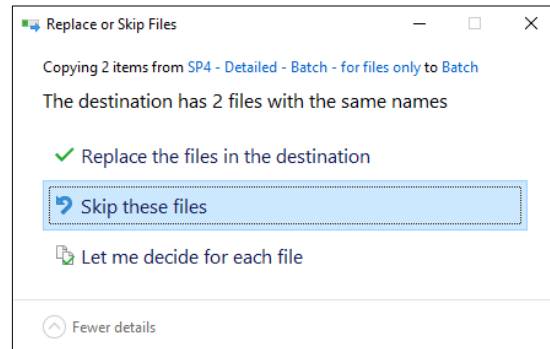 Replace or Skip Files
Copying 2 items from SP4 - Detailed - Batch - for files only to Batch
The destination has 2 files with the same names
Replace the files in the destination
Skip these files
Let me decide for each file
Fewer details